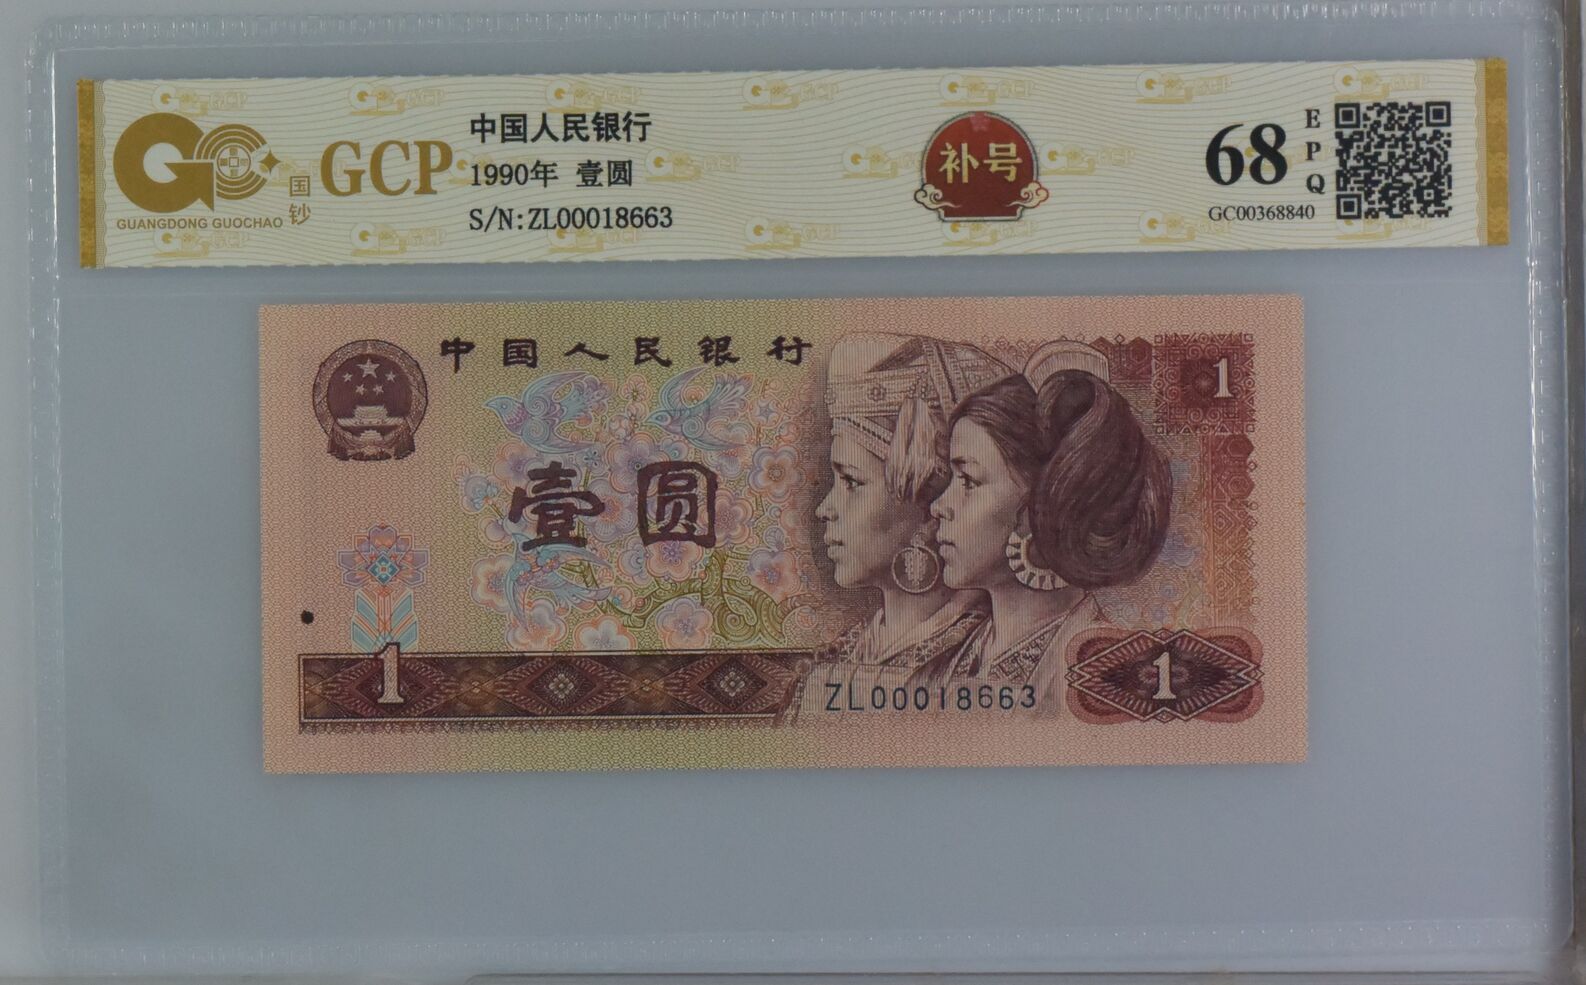 GUANGDONG GUOCHAO
国钞
GCP
中国人民银行
1990年 壹圆
S/N:ZL00018663
补号
68
EPQ
GC00368840
中国人民银行
1
壹圆
1
ZL00018663
1